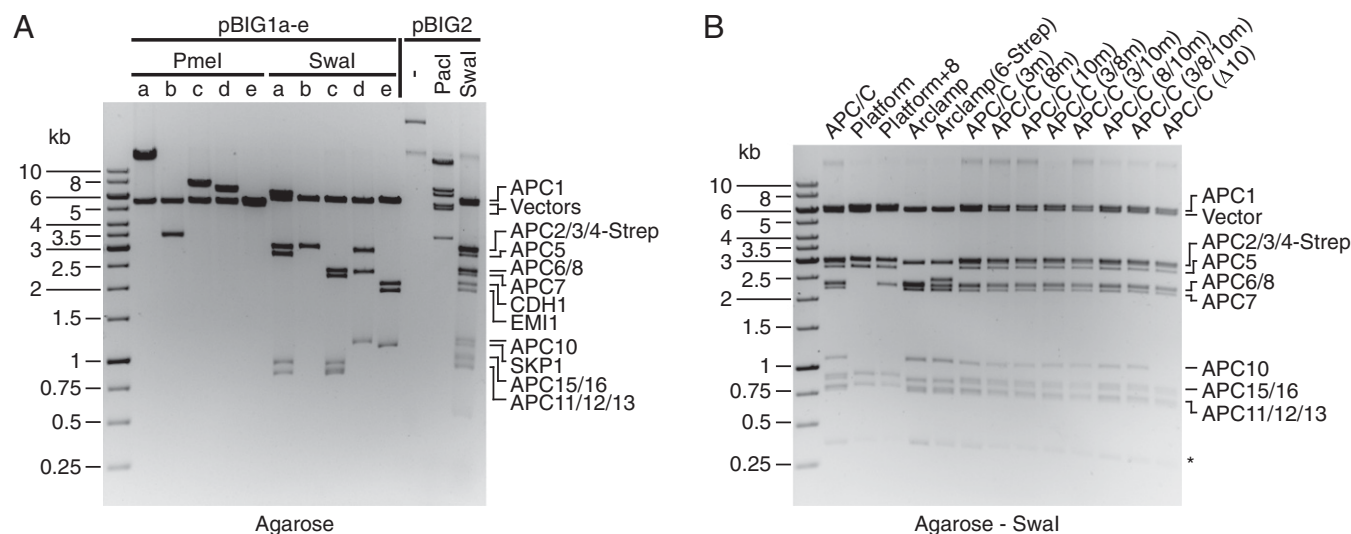 A
pBIG1a-e
pBIG2
PmeI
SwaI
-
PacI
SwaI
a b c d e a b c d e
kb
10
8
6
5
4
3.5
3
2.5
2
1.5
1
0.75
0.5
0.25
APC1
Vectors
APC2/3/4-Strep
APC5
APC6/8
APC7
CDH1
EMI1
APC10
SKP1
APC15/16
APC11/12/13
Agarose
B
APC/C
Platform
Platform+8
Arclamp
Arclamp(6-Strep)
APC/C (3m)
APC/C (8m)
APC/C (10m)
APC/C (3/8m)
APC/C (3/10m)
APC/C (8/10m)
APC/C (3/8/10m)
APC/C (Δ10)
kb
10
8
6
5
4
3.5
3
2.5
2
1.5
1
0.75
0.5
0.25
APC1
Vector
APC2/3/4-Strep
APC5
APC6/8
APC7
APC10
APC15/16
APC11/12/13
*
Agarose - SwaI